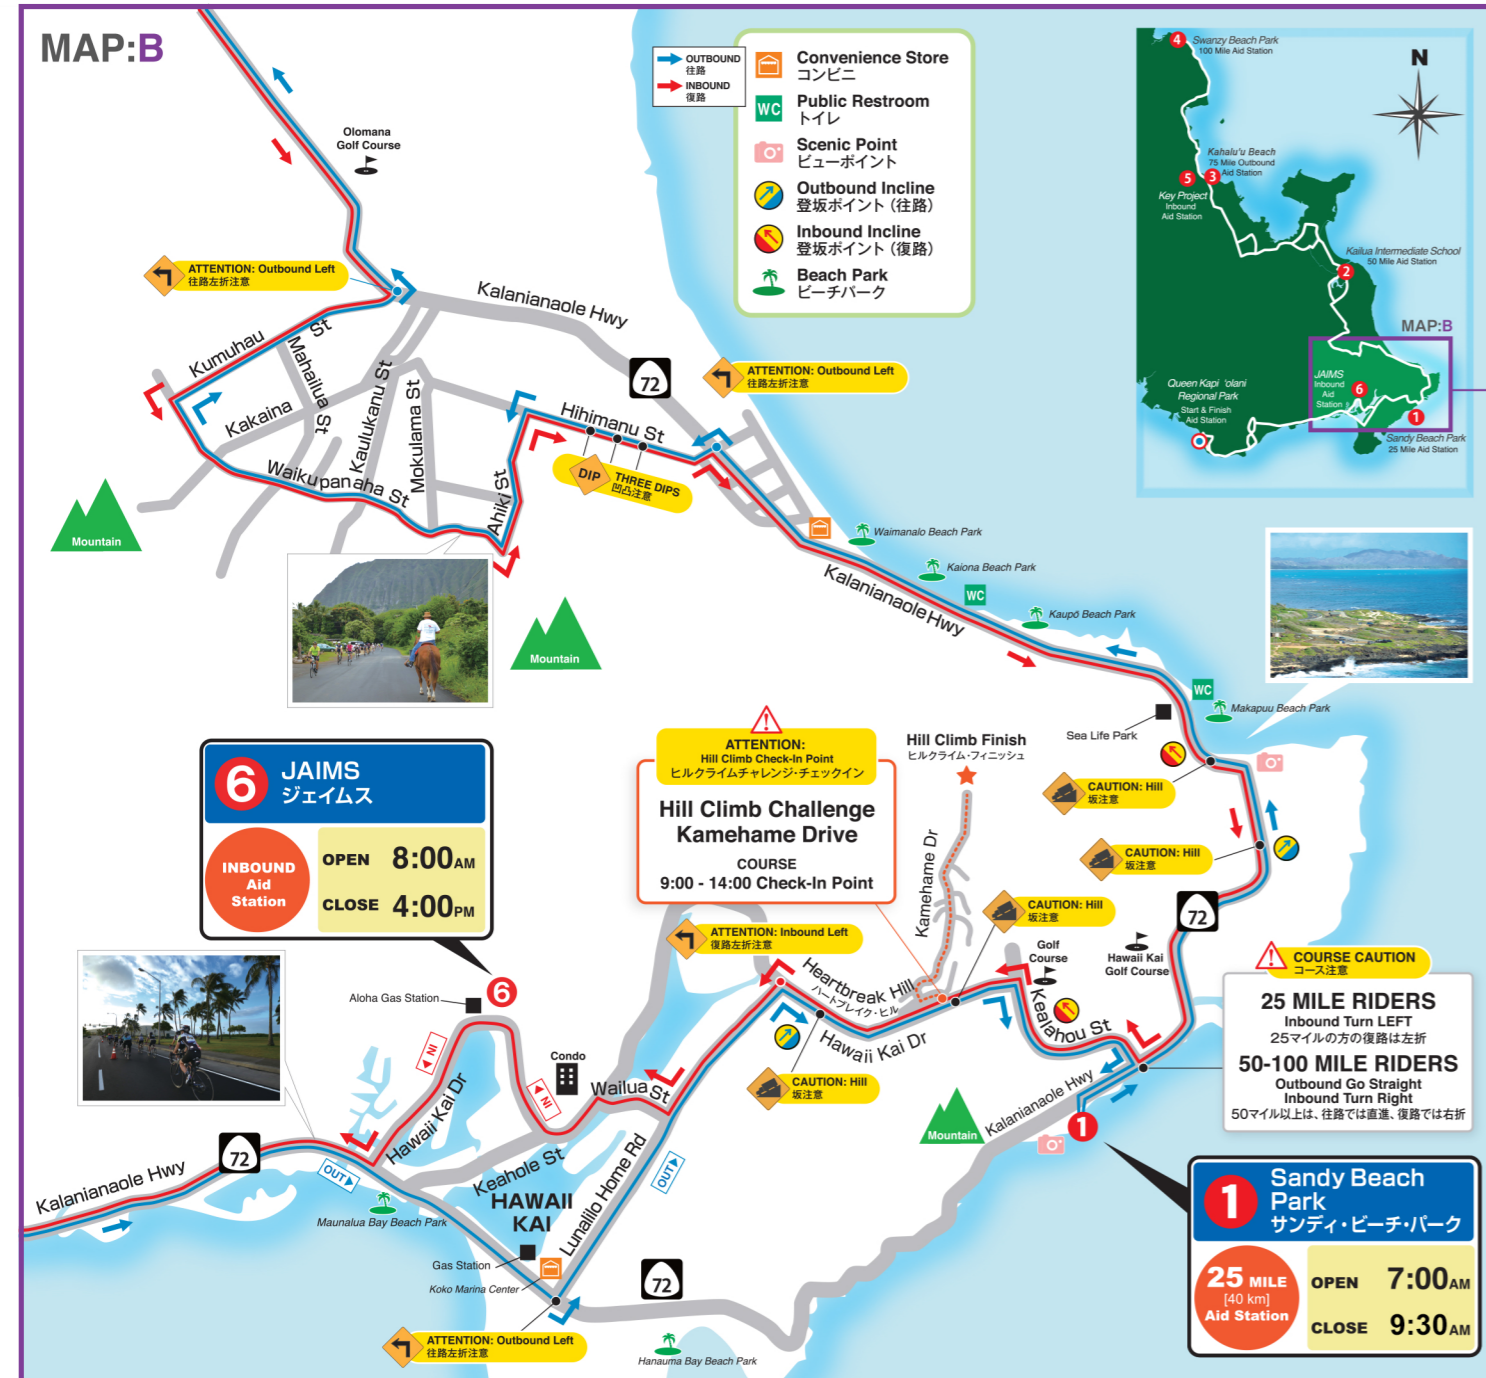 MAP:B
OUTBOUND
往路
INBOUND
復路
Convenience Store
コンビニ
WC
Public Restroom
トイレ
Scenic Point
ビューポイント
Outbound Incline
登坂ポイント（往路）
Inbound Incline
登坂ポイント（復路）
Beach Park
ビーチパーク
N
4
Swanzy Beach Park
100 Mile Aid Station
Kahalu'u Beach
75 Mile Outbound
Aid Station
5
3
Key Project
Inbound
Aid Station
Kailua Intermediate School
50 Mile Aid Station
2
MAP:B
JAIMS
Inbound
Aid
Station
6
1
Queen Kapi 'olani
Regional Park
Start & Finish
Aid Station
Sandy Beach Park
25 Mile Aid Station
Olomana
Golf Course
ATTENTION: Outbound Left
往路左折注意
Kalanianaole Hwy
72
ATTENTION: Outbound Left
往路左折注意
Kumuhau St
Mahailua St
Kakaina
Kaulukanu St
Mokulama St
Waikupanaha St
Ahiki St
Hihimanu St
DIP
THREE DIPS
凹凸注意
Mountain
Mountain
Waimanalo Beach Park
Kaiona Beach Park
WC
Kaupō Beach Park
Kalanianaole Hwy
WC
Makapuu Beach Park
Sea Life Park
CAUTION: Hill
坂注意
CAUTION: Hill
坂注意
72
6
JAIMS
ジェイムス
INBOUND
Aid
Station
OPEN 8:00AM
CLOSE 4:00PM
ATTENTION:
Hill Climb Check-In Point
ヒルクライムチャレンジ・チェックイン
Hill Climb Challenge
Kamehame Drive
COURSE
9:00 - 14:00 Check-In Point
Hill Climb Finish
ヒルクライム・フィニッシュ
Kamehame Dr
CAUTION: Hill
坂注意
ATTENTION: Inbound Left
復路左折注意
Heartbreak Hill
ハートブレイク・ヒル
Hawaii Kai Dr
CAUTION: Hill
坂注意
Golf
Course
Kealahou St
Hawaii Kai
Golf Course
COURSE CAUTION
コース注意
25 MILE RIDERS
Inbound Turn LEFT
25マイルの方の復路は左折
50-100 MILE RIDERS
Outbound Go Straight
Inbound Turn Right
50マイル以上は、往路では直進、復路では右折
Aloha Gas Station
6
IN
IN
Condo
Wailua St
Hawaii Kai Dr
Keahole St
HAWAII
KAI
Lunalilo Home Rd
OUT
OUT
72
Kalanianaole Hwy
Maunalua Bay Beach Park
Gas Station
Koko Marina Center
ATTENTION: Outbound Left
往路左折注意
72
Hanauma Bay Beach Park
Mountain
Kalanianaole Hwy
1
1
Sandy Beach
Park
サンディ・ビーチ・パーク
25 MILE
[40 km]
Aid Station
OPEN 7:00AM
CLOSE 9:30AM